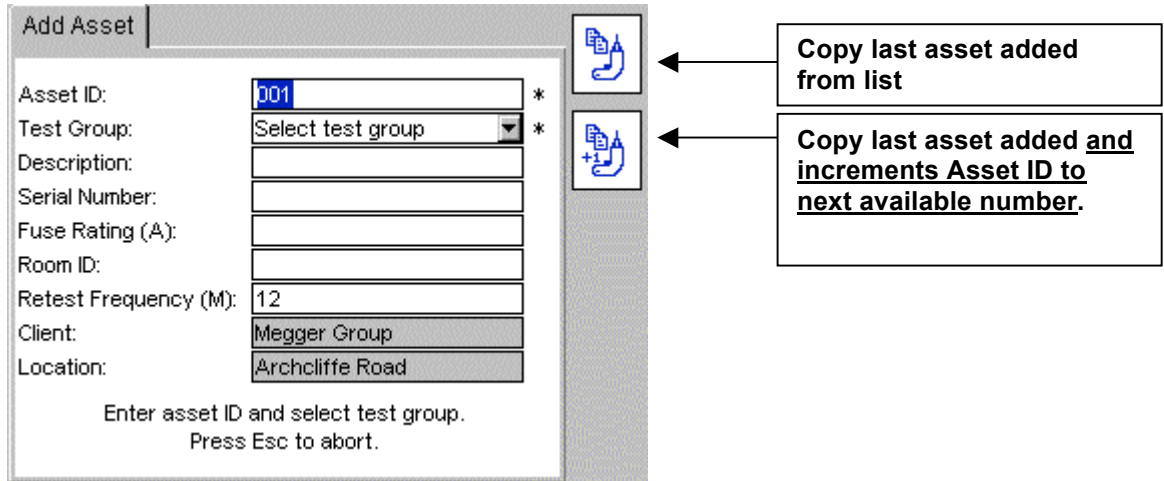 Add Asset
Asset ID: 001 *
Test Group: Select test group *
Description:
Serial Number:
Fuse Rating (A):
Room ID:
Retest Frequency (M): 12
Client: Megger Group
Location: Archcliffe Road
Enter asset ID and select test group.
Press Esc to abort.
+1
Copy last asset added
from list
Copy last asset added and
increments Asset ID to
next available number.